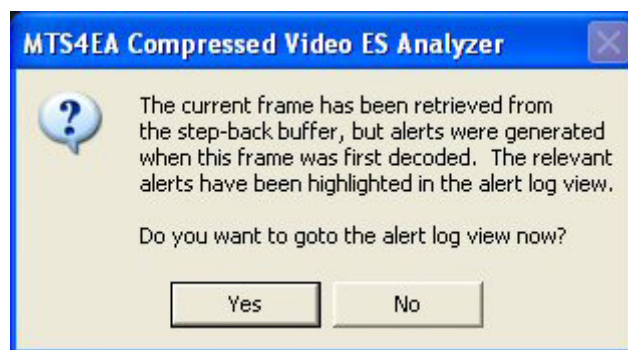 MTS4EA Compressed Video ES Analyzer
The current frame has been retrieved from
the step-back buffer, but alerts were generated
when this frame was first decoded.  The relevant
alerts have been highlighted in the alert log view.
Do you want to goto the alert log view now?
Yes
No